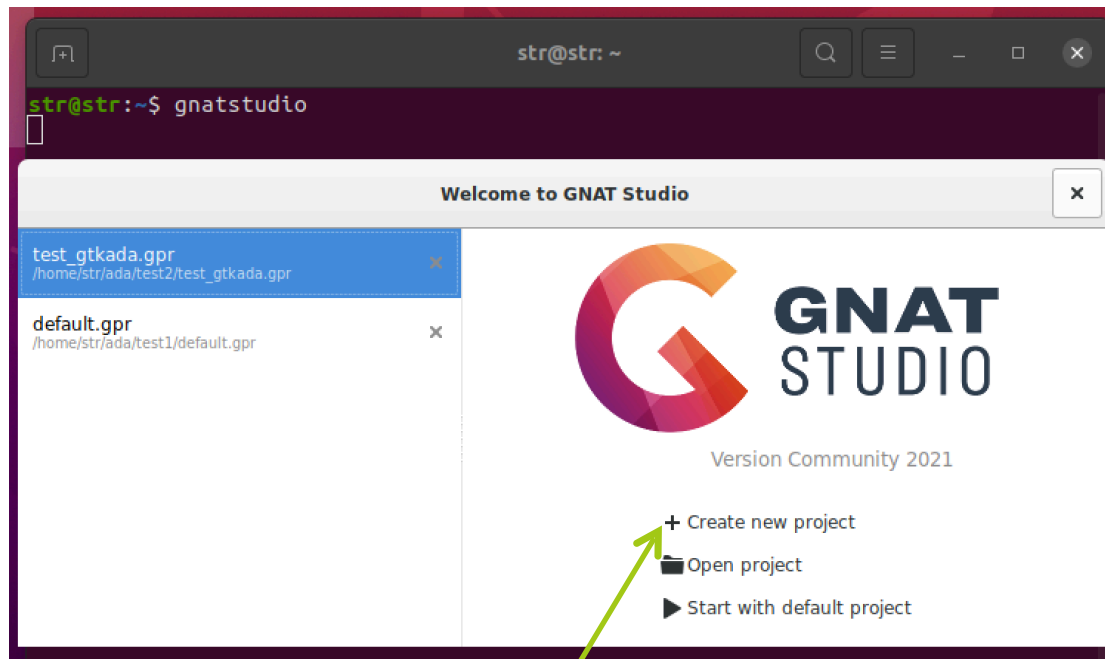 str@str: ~
str@str:~$ gnatstudio
Welcome to GNAT Studio
test_gtkada.gpr
/home/str/ada/test2/test_gtkada.gpr
default.gpr
/home/str/ada/test1/default.gpr
GNAT
STUDIO
Version Community 2021
Create new project
Open project
Start with default project